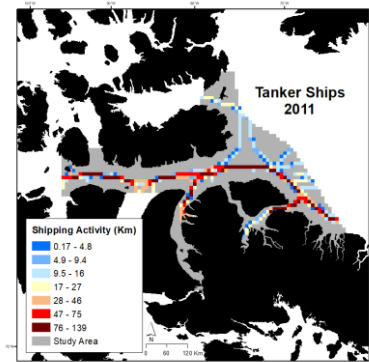 Tanker Ships
2011
Shipping Activity (Km)
0.17 - 4.8
4.9 - 9.4
9.5 - 16
17 - 27
28 - 46
47 - 75
76 - 139
Study Area
N
0 30 60 120 Km